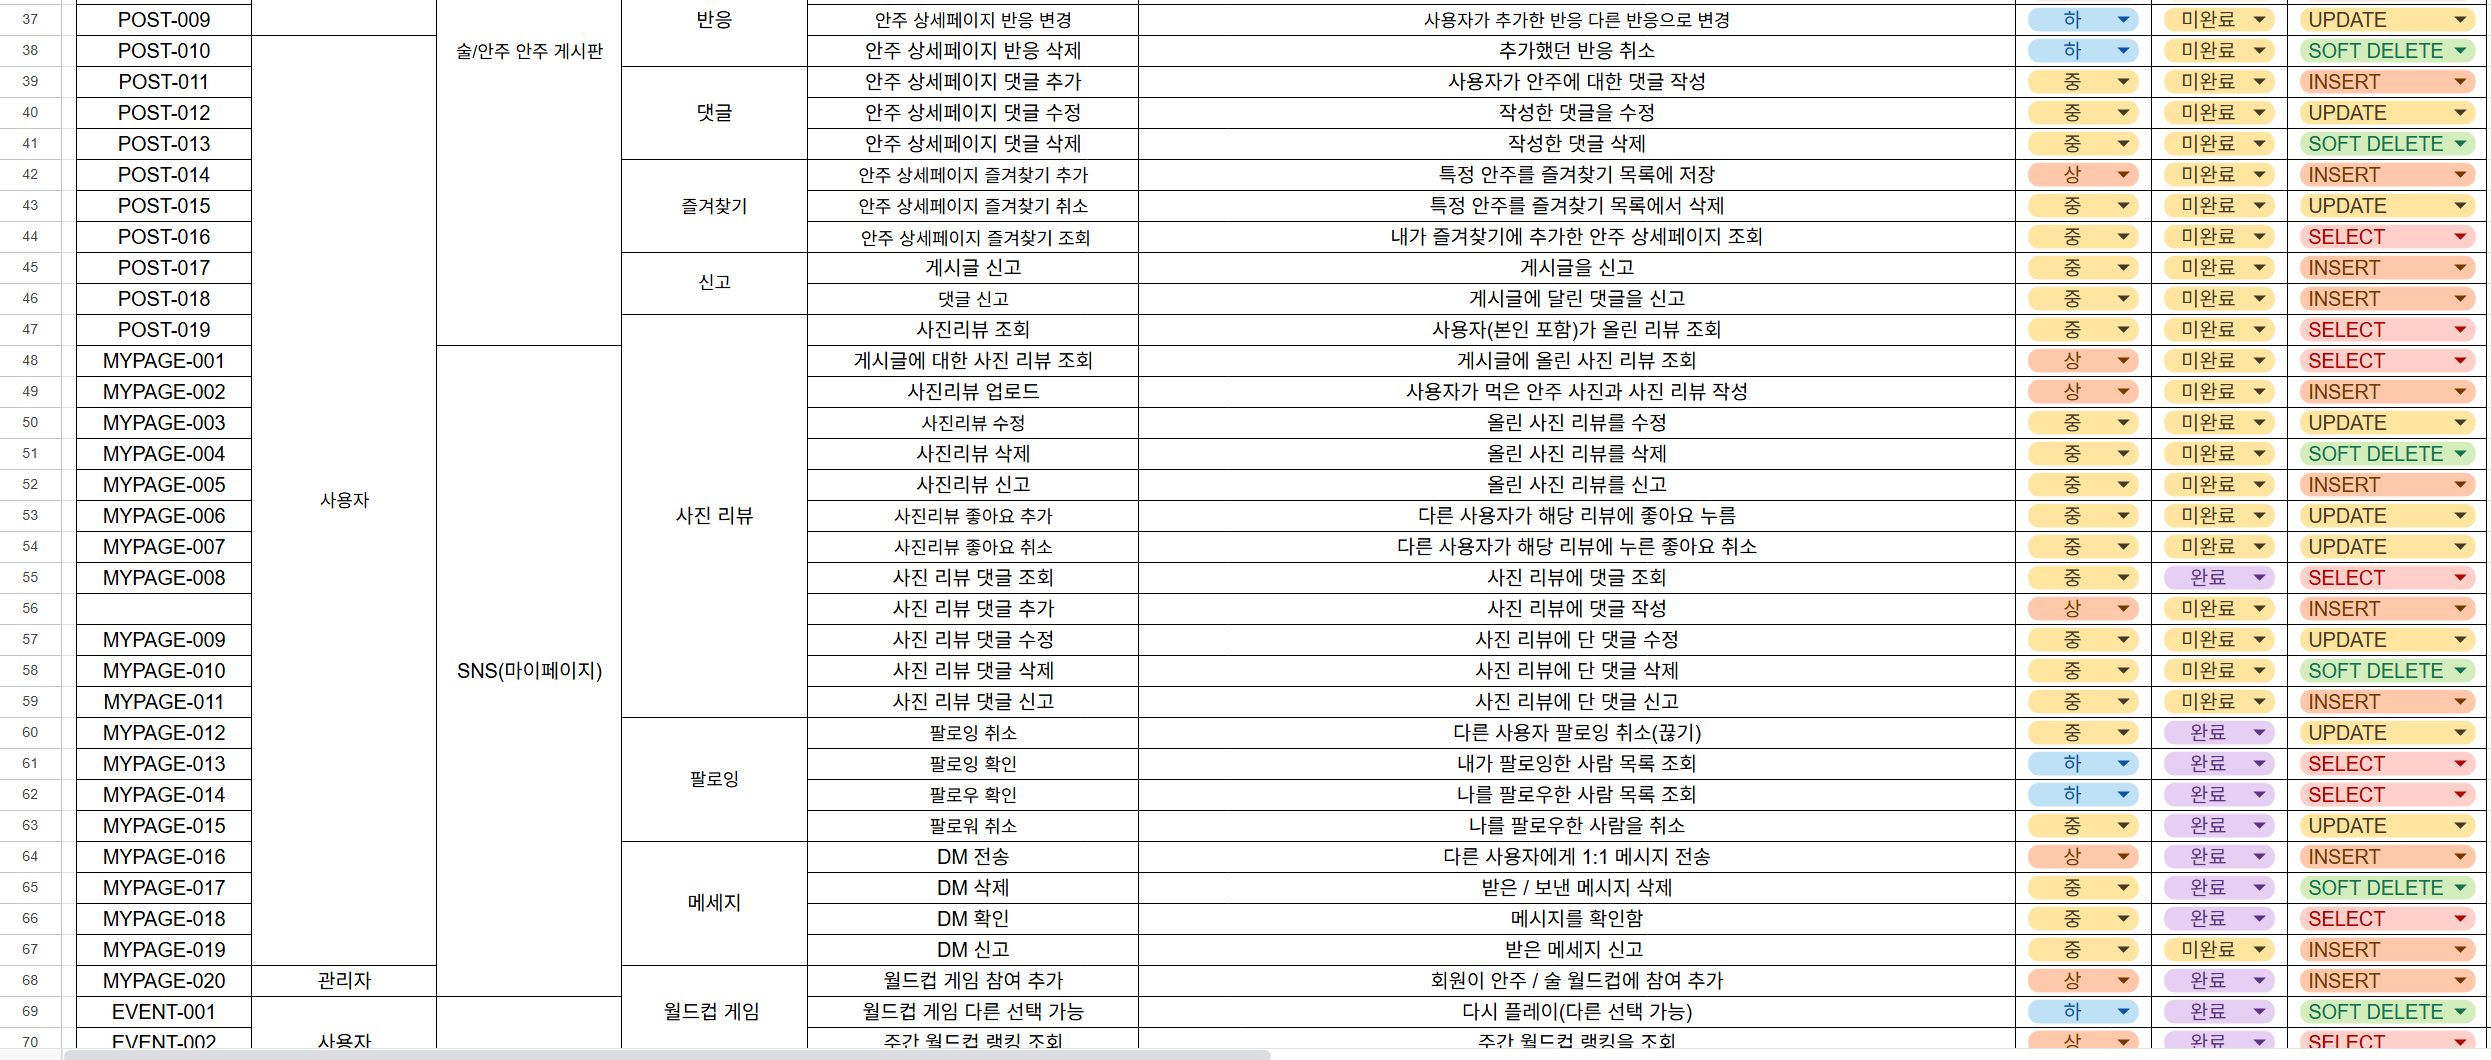 37 POST-009 반응 안주 상세페이지 반응 변경 사용자가 추가한 반응 다른 반응으로 변경 하 미완료 UPDATE
38 POST-010 술/안주 안주 게시판 안주 상세페이지 반응 삭제 추가했던 반응 취소 하 미완료 SOFT DELETE
39 POST-011 안주 상세페이지 댓글 추가 사용자가 안주에 대한 댓글 작성 중 미완료 INSERT
40 POST-012 댓글 안주 상세페이지 댓글 수정 작성한 댓글을 수정 중 미완료 UPDATE
41 POST-013 안주 상세페이지 댓글 삭제 작성한 댓글 삭제 중 미완료 SOFT DELETE
42 POST-014 안주 상세페이지 즐겨찾기 추가 특정 안주를 즐겨찾기 목록에 저장 상 미완료 INSERT
43 POST-015 즐겨찾기 안주 상세페이지 즐겨찾기 취소 특정 안주를 즐겨찾기 목록에서 삭제 중 미완료 UPDATE
44 POST-016 안주 상세페이지 즐겨찾기 조회 내가 즐겨찾기에 추가한 안주 상세페이지 조회 중 미완료 SELECT
45 POST-017 신고 게시글 신고 게시글을 신고 중 미완료 INSERT
46 POST-018 댓글 신고 게시글에 달린 댓글을 신고 중 미완료 INSERT
47 POST-019 사진리뷰 조회 사용자(본인 포함)가 올린 리뷰 조회 중 미완료 SELECT
48 MYPAGE-001 게시글에 대한 사진 리뷰 조회 게시글에 올린 사진 리뷰 조회 상 미완료 SELECT
49 MYPAGE-002 사진리뷰 업로드 사용자가 먹은 안주 사진과 사진 리뷰 작성 상 미완료 INSERT
50 MYPAGE-003 사진리뷰 수정 올린 사진 리뷰를 수정 중 미완료 UPDATE
51 MYPAGE-004 사진리뷰 삭제 올린 사진 리뷰를 삭제 중 미완료 SOFT DELETE
52 MYPAGE-005 사용자 사진리뷰 신고 올린 사진 리뷰를 신고 중 미완료 INSERT
53 MYPAGE-006 사진 리뷰 사진리뷰 좋아요 추가 다른 사용자가 해당 리뷰에 좋아요 누름 중 미완료 UPDATE
54 MYPAGE-007 사진리뷰 좋아요 취소 다른 사용자가 해당 리뷰에 누른 좋아요 취소 중 미완료 UPDATE
55 MYPAGE-008 사진 리뷰 댓글 조회 사진 리뷰에 댓글 조회 중 완료 SELECT
56 사진 리뷰 댓글 추가 사진 리뷰에 댓글 작성 상 미완료 INSERT
57 MYPAGE-009 사진 리뷰 댓글 수정 사진 리뷰에 단 댓글 수정 중 미완료 UPDATE
58 MYPAGE-010 SNS(마이페이지) 사진 리뷰 댓글 삭제 사진 리뷰에 단 댓글 삭제 중 미완료 SOFT DELETE
59 MYPAGE-011 사진 리뷰 댓글 신고 사진 리뷰에 단 댓글 신고 중 미완료 INSERT
60 MYPAGE-012 팔로잉 취소 다른 사용자 팔로잉 취소(끊기) 중 완료 UPDATE
61 MYPAGE-013 팔로잉 팔로잉 확인 내가 팔로잉한 사람 목록 조회 하 완료 SELECT
62 MYPAGE-014 팔로우 확인 나를 팔로우한 사람 목록 조회 하 완료 SELECT
63 MYPAGE-015 팔로워 취소 나를 팔로우한 사람을 취소 중 완료 UPDATE
64 MYPAGE-016 DM 전송 다른 사용자에게 1:1 메시지 전송 상 완료 INSERT
65 MYPAGE-017 메세지 DM 삭제 받은 / 보낸 메시지 삭제 중 완료 SOFT DELETE
66 MYPAGE-018 DM 확인 메시지를 확인함 중 완료 SELECT
67 MYPAGE-019 DM 신고 받은 메세지 신고 중 미완료 INSERT
68 MYPAGE-020 관리자 월드컵 게임 참여 추가 회원이 안주 / 술 월드컵에 참여 추가 상 완료 INSERT
69 EVENT-001 월드컵 게임 월드컵 게임 다른 선택 가능 다시 플레이(다른 선택 가능) 하 완료 SOFT DELETE
70 EVENT-002 사용자 주간 월드컵 랭킹 조회 주간 월드컵 랭킹을 조회 상 완료 SELECT